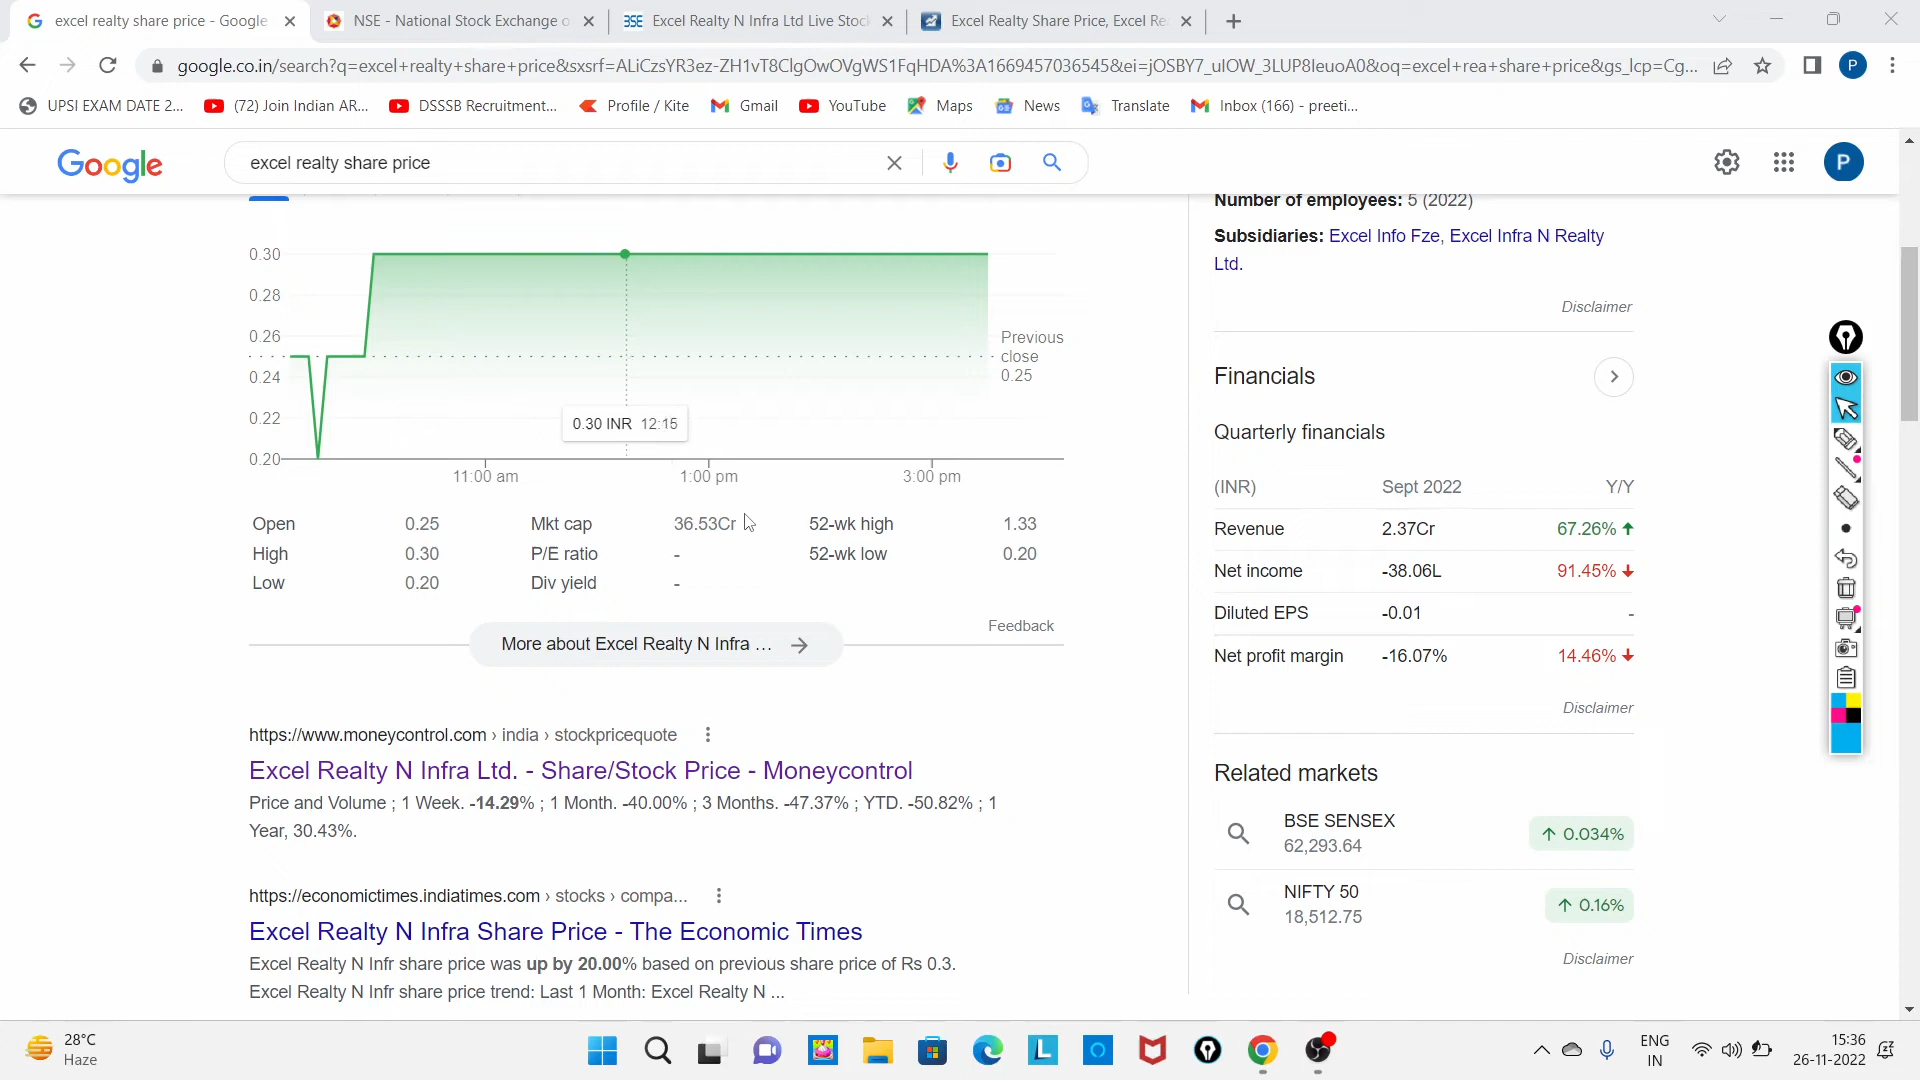 excel realty share price - Google
NSE - National Stock Exchange o
BSE Excel Realty N Infra Ltd Live Stoc
Excel Realty Share Price, Excel Re
google.co.in/search?q=excel+realty+share+price&sxsrf=ALiCzsYR3ez-ZH1vT8ClgOwOVgWS1FqHDA%3A1669457036545&ei=jOSBY7_uIOW_3LUP8IeuoA0&oq=excel+rea+share+price&gs_lcp=Cg...
P
UPSI EXAM DATE 2...
(72) Join Indian AR...
DSSSB Recruitment...
Profile / Kite
Gmail
YouTube
Maps
News
Translate
Inbox (166) - preeti...
Google
excel realty share price
P
0.30
0.28
0.26
0.24
0.22
0.20
Previous
close
0.25
0.30 INR 12:15
11:00 am
1:00 pm
3:00 pm
Open 0.25 Mkt cap 36.53Cr 52-wk high 1.33
High 0.30 P/E ratio - 52-wk low 0.20
Low 0.20 Div yield -
Feedback
More about Excel Realty N Infra ...
https://www.moneycontrol.com › india › stockpricequote
Excel Realty N Infra Ltd. - Share/Stock Price - Moneycontrol
Price and Volume ; 1 Week. -14.29% ; 1 Month. -40.00% ; 3 Months. -47.37% ; YTD. -50.82% ; 1
Year, 30.43%.
https://economictimes.indiatimes.com › stocks › compa...
Excel Realty N Infra Share Price - The Economic Times
Excel Realty N Infr share price was up by 20.00% based on previous share price of Rs 0.3.
Excel Realty N Infr share price trend: Last 1 Month: Excel Realty N ...
Number of employees: 5 (2022)
Subsidiaries: Excel Info Fze, Excel Infra N Realty
Ltd.
Disclaimer
Financials
Quarterly financials
(INR) Sept 2022 Y/Y
Revenue 2.37Cr 67.26%
Net income -38.06L 91.45%
Diluted EPS -0.01 -
Net profit margin -16.07% 14.46%
Disclaimer
Related markets
BSE SENSEX
62,293.64
0.034%
NIFTY 50
18,512.75
0.16%
Disclaimer
28°C
Haze
ENG
IN
15:36
26-11-2022